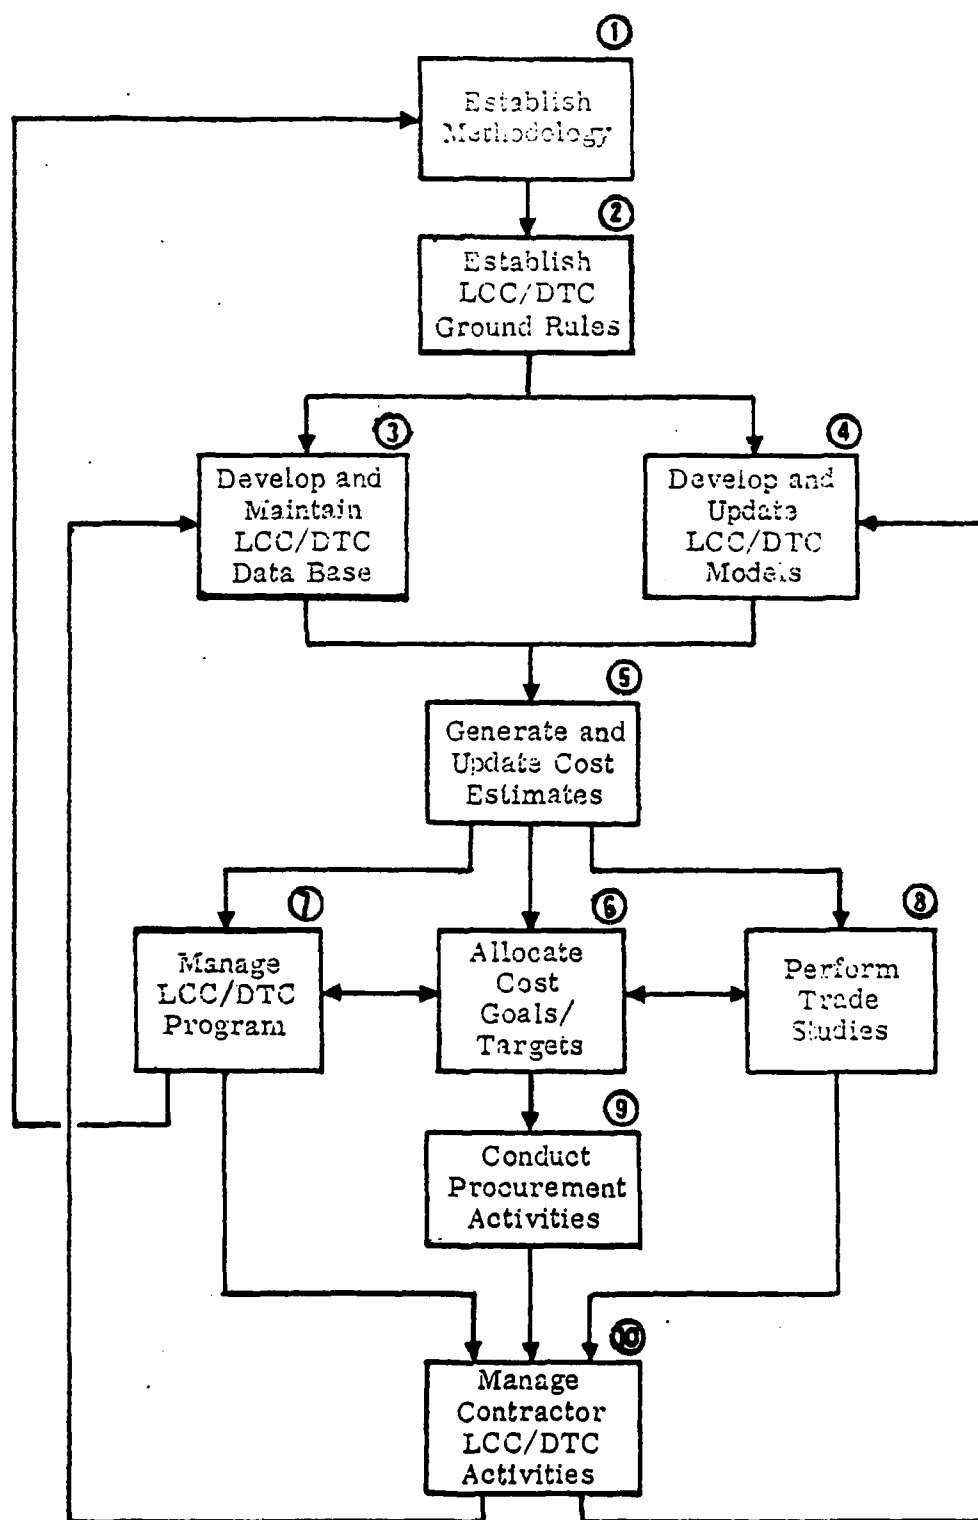 1
Establish
Methodology
2
Establish
LCC/DTC
Ground Rules
3
Develop and
Maintain
LCC/DTC
Data Base
4
Develop and
Update
LCC/DTC
Models
5
Generate and
Update Cost
Estimates
7
Manage
LCC/DTC
Program
6
Allocate
Cost
Goals/
Targets
8
Perform
Trade
Studies
9
Conduct
Procurement
Activities
10
Manage
Contractor
LCC/DTC
Activities